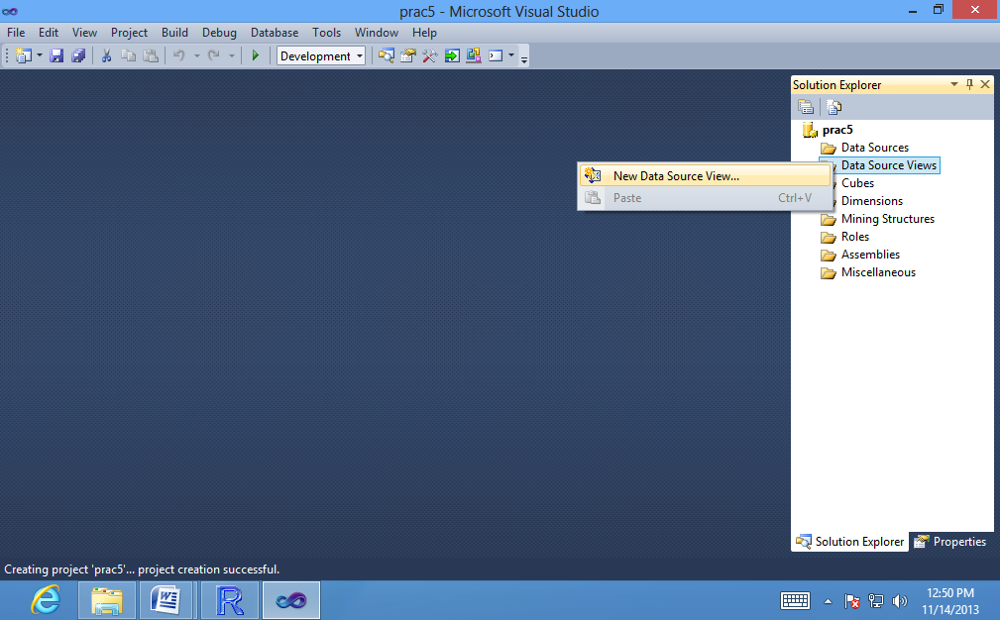 prac5 - Microsoft Visual Studio
File Edit View Project Build Debug Database Tools Window Help
Development
Solution Explorer
prac5
Data Sources
Data Source Views
New Data Source View...
Cubes
Paste Ctrl+V
Dimensions
Mining Structures
Roles
Assemblies
Miscellaneous
Solution Explorer Properties
Creating project 'prac5'... project creation successful.
12:50 PM
11/14/2013